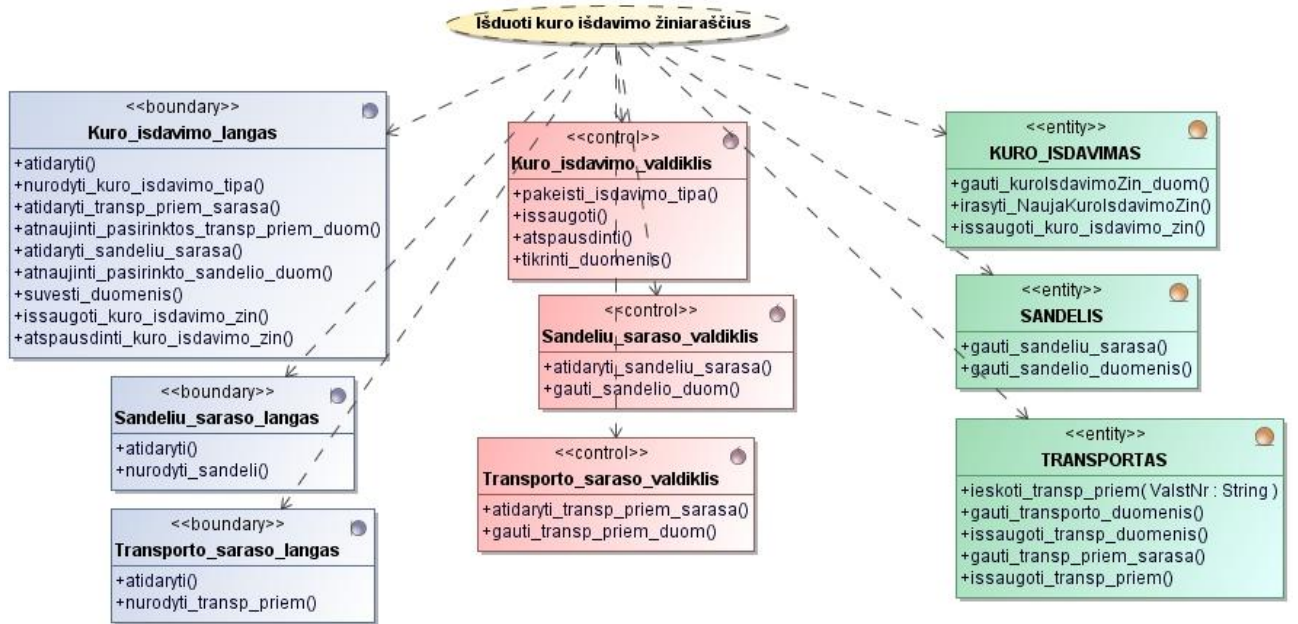 Išduoti kuro išdavimo žiniaraščius
<<boundary>>
Kuro_isdavimo_langas
+atidaryti()
+nurodyti_kuro_isdavimo_tipa()
+atidaryti_transp_priem_sarasa()
+atnaujinti_pasirinktos_transp_priem_duom()
+atidaryti_sandeliu_sarasa()
+atnaujinti_pasirinkto_sandelio_duom()
+suvesti_duomenis()
+issaugoti_kuro_isdavimo_zin()
+atspausdinti_kuro_isdavimo_zin()
<<boundary>>
Sandeliu_saraso_langas
+atidaryti()
+nurodyti_sandeli()
<<boundary>>
Transporto_saraso_langas
+atidaryti()
+nurodyti_transp_priem()
<<control>>
Kuro_isdavimo_valdiklis
+pakeisti_isdavimo_tipa()
+issaugoti()
+atspausdinti()
+tikrinti_duomenis()
<<control>>
Sandeliu_saraso_valdiklis
+atidaryti_sandeliu_sarasa()
+gauti_sandelio_duom()
<<control>>
Transporto_saraso_valdiklis
+atidaryti_transp_priem_sarasa()
+gauti_transp_priem_duom()
<<entity>>
KURO_ISDAVIMAS
+gauti_kuroIsdavimoZin_duom()
+irasyti_NaujaKuroIsdavimoZin()
+issaugoti_kuro_isdavimo_zin()
<<entity>>
SANDELIS
+gauti_sandeliu_sarasa()
+gauti_sandelio_duomenis()
<<entity>>
TRANSPORTAS
+ieskoti_transp_priem( ValstNr : String )
+gauti_transporto_duomenis()
+issaugoti_transp_duomenis()
+gauti_transp_priem_sarasa()
+issaugoti_transp_priem()